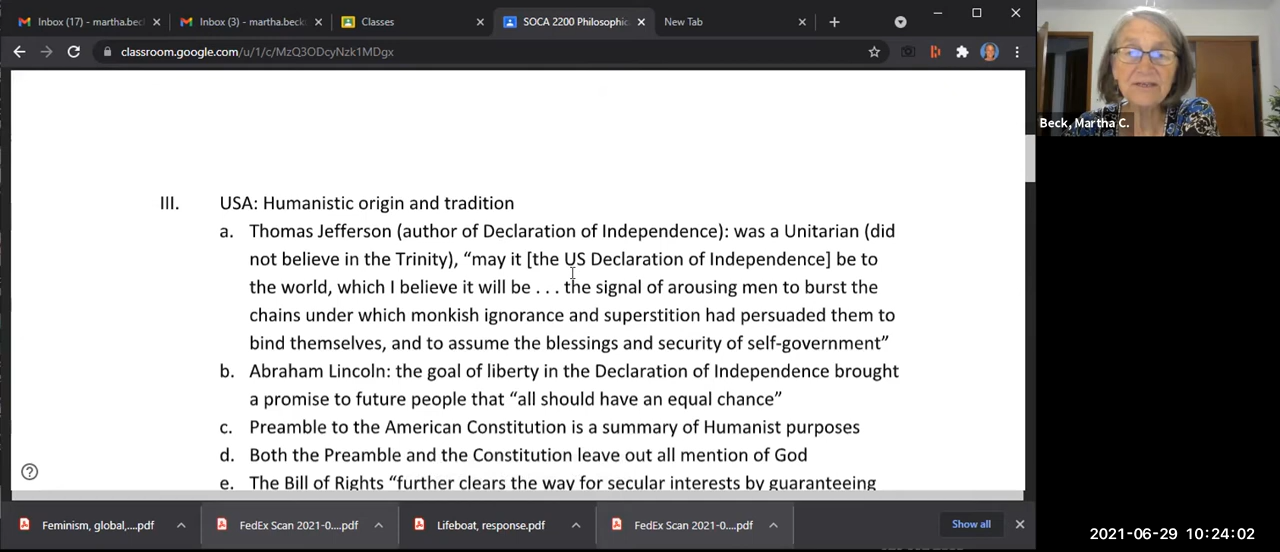 Inbox (17) - martha.beck
Inbox (3) - martha.beck
Classes
SOCA 2200 Philosophic
New Tab
classroom.google.com/u/1/c/MzQ3ODcyNzk1MDgx
Beck, Martha C.
III. USA: Humanistic origin and tradition
a. Thomas Jefferson (author of Declaration of Independence): was a Unitarian (did
not believe in the Trinity), “may it [the US Declaration of Independence] be to
the world, which I believe it will be . . . the signal of arousing men to burst the
chains under which monkish ignorance and superstition had persuaded them to
bind themselves, and to assume the blessings and security of self-government”
b. Abraham Lincoln: the goal of liberty in the Declaration of Independence brought
a promise to future people that “all should have an equal chance”
c. Preamble to the American Constitution is a summary of Humanist purposes
d. Both the Preamble and the Constitution leave out all mention of God
e. The Bill of Rights “further clears the way for secular interests by guaranteeing
Feminism, global,....pdf
FedEx Scan 2021-0....pdf
Lifeboat, response.pdf
FedEx Scan 2021-0....pdf
Show all
2021-06-29 10:24:02